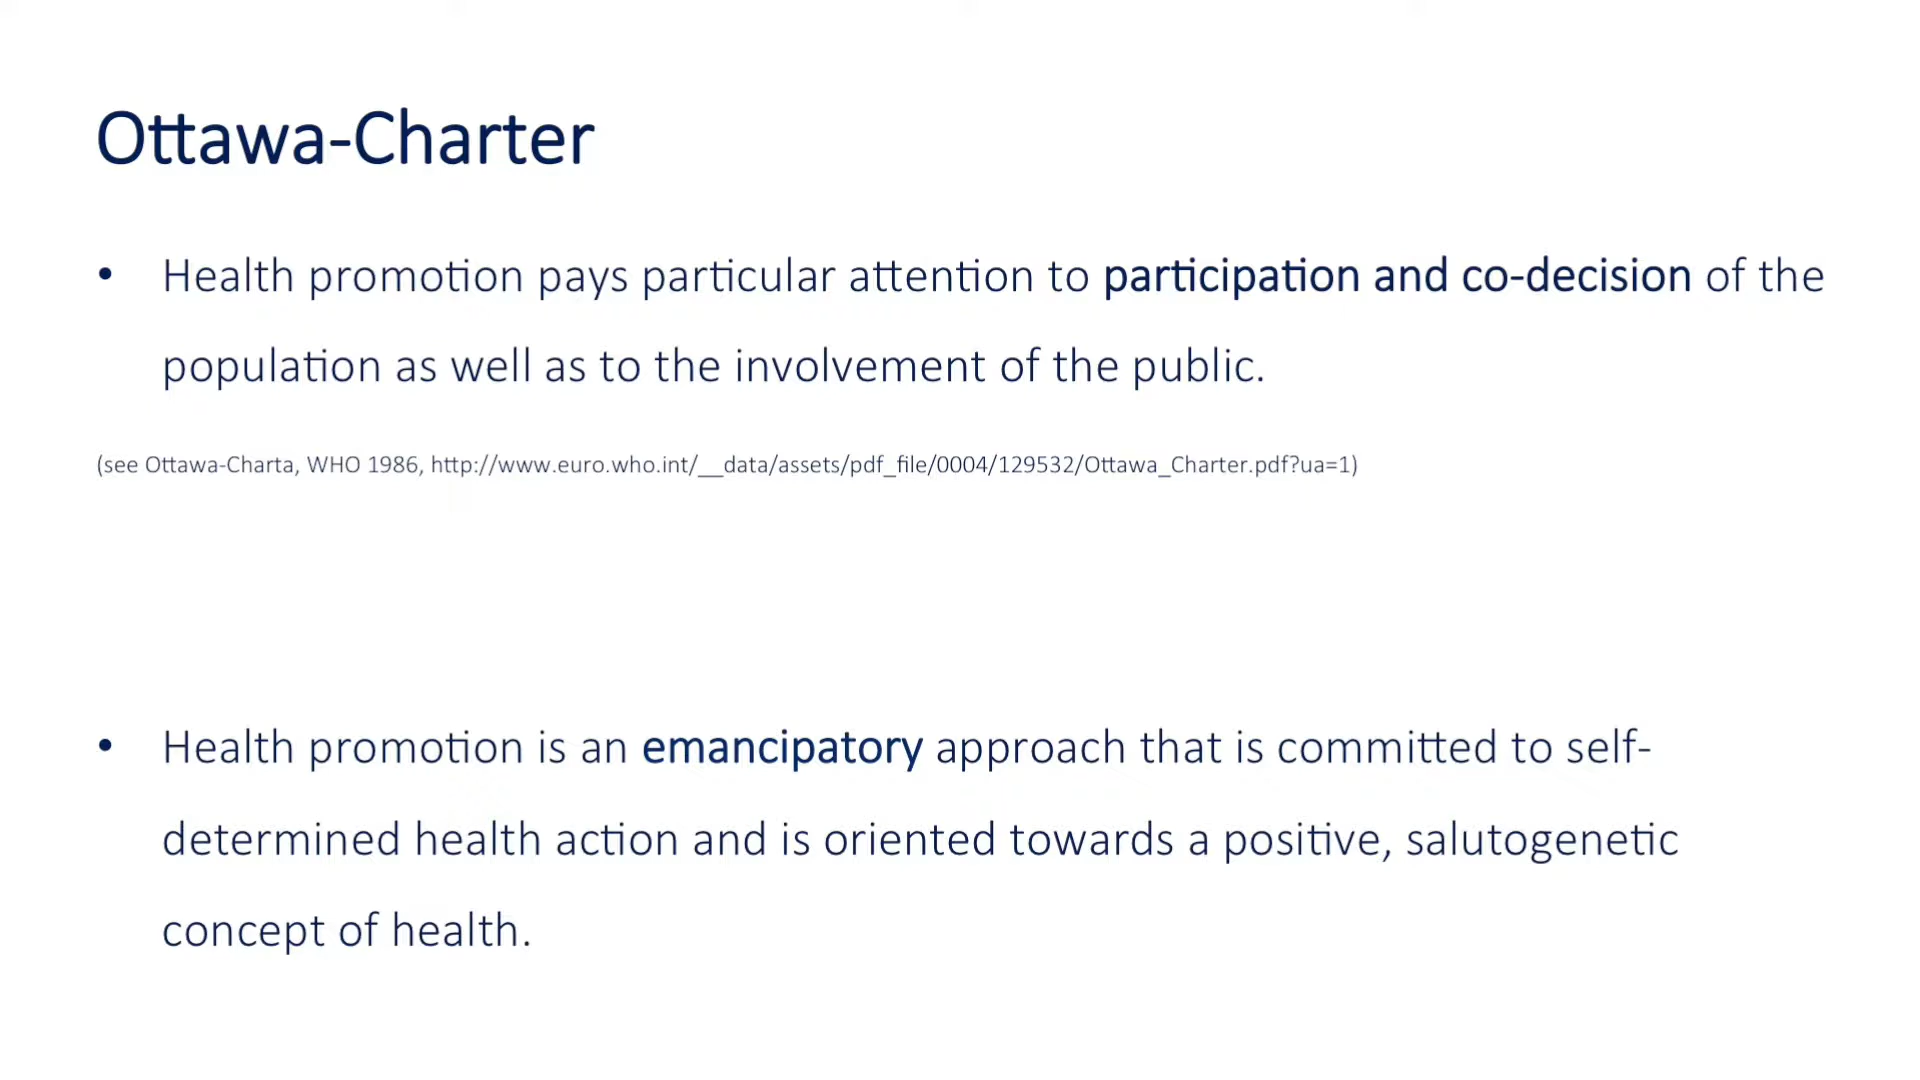 Ottawa-Charter
• Health promotion pays particular attention to participation and co-decision of the
population as well as to the involvement of the public.
(see Ottawa-Charta, WHO 1986, http://www.euro.who.int/__data/assets/pdf_file/0004/129532/Ottawa_Charter.pdf?ua=1)
• Health promotion is an emancipatory approach that is committed to self-
determined health action and is oriented towards a positive, salutogenetic
concept of health.